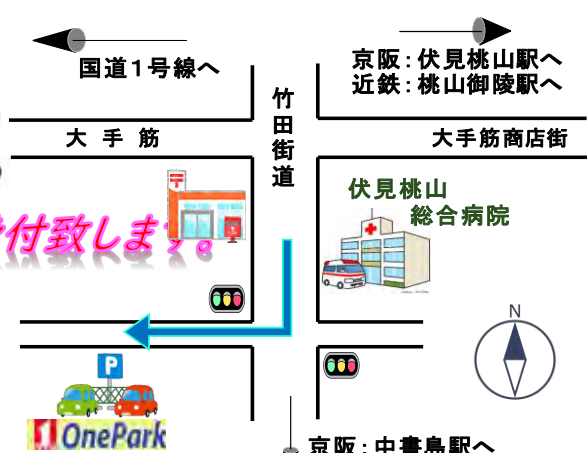 国道1号線へ
京阪:伏見桃山駅へ
近鉄:桃山御陵駅へ
竹田街道
大手筋
大手筋商店街
伏見桃山
総合病院
付致します。
N
P
1 OnePark
京阪:中書島駅へ